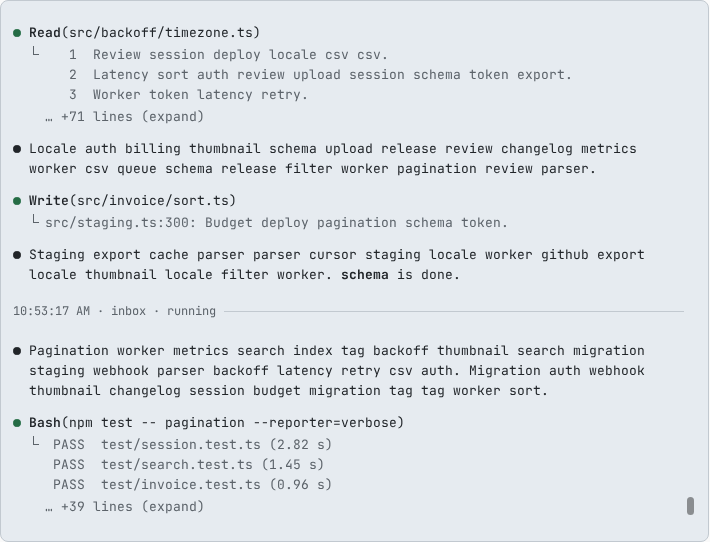 ● Read(src/backoff/timezone.ts)
└ 1 Review session deploy locale csv csv.
2 Latency sort auth review upload session schema token export.
3 Worker token latency retry.
… +71 lines (expand)
● Locale auth billing thumbnail schema upload release review changelog metrics
worker csv queue schema release filter worker pagination review parser.
● Write(src/invoice/sort.ts)
└ src/staging.ts:300: Budget deploy pagination schema token.
● Staging export cache parser parser cursor staging locale worker github export
locale thumbnail locale filter worker. schema is done.
10:53:17 AM · inbox · running
● Pagination worker metrics search index tag backoff thumbnail search migration
staging webhook parser backoff latency retry csv auth. Migration auth webhook
thumbnail changelog session budget migration tag tag worker sort.
● Bash(npm test -- pagination --reporter=verbose)
└ PASS test/session.test.ts (2.82 s)
PASS test/search.test.ts (1.45 s)
PASS test/invoice.test.ts (0.96 s)
… +39 lines (expand)